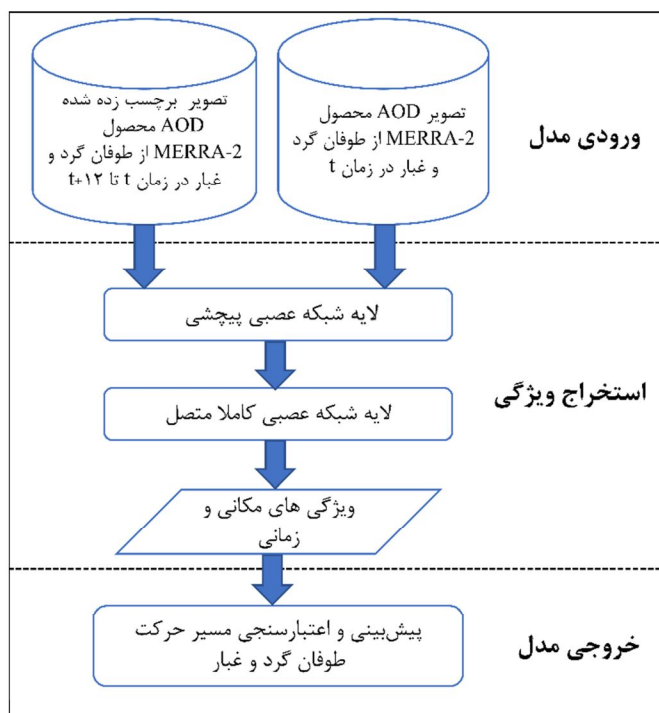 ورودی مدل
تصویر AOD محصول
MERRA-2 از طوفان گرد
و غبار در زمان t
تصویر برچسب زده شده
AOD محصول
MERRA-2 از طوفان گرد و
غبار در زمان t تا t+۱۲
استخراج ویژگی
لایه شبکه عصبی پیچشی
لایه شبکه عصبی کاملا متصل
ویژگی های مکانی و
زمانی
خروجی مدل
پیش‌بینی و اعتبارسنجی مسیر حرکت
طوفان گرد و غبار